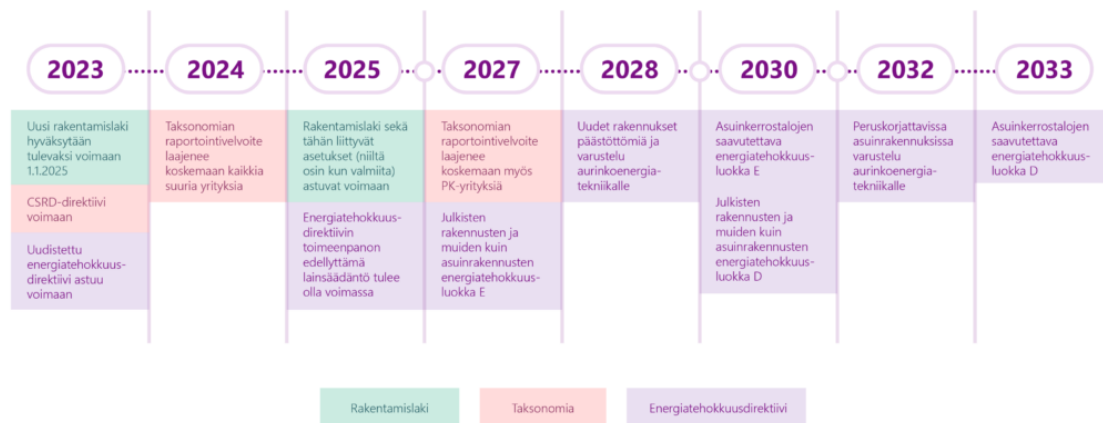 2023
2024
2025
2027
2028
2030
2032
2033
Uusi rakentamislaki
hyväksytään
tulevaksi voimaan
1.1.2025
CSRD-direktiivi
voimaan
Uudistettu
energiatehokkuus-
direktiivi astuu
voimaan
Taksonomian
raportointivelvoite
laajenee
koskemaan kaikkia
suuria yrityksia
Rakentamislaki sekä
tähän liittyvät
asetukset (niiltä
osin kun valmiita)
astuvat voimaan
Energiatehokkuus-
direktiivin
toimeenpanon
edellyttämä
lainsäädäntö tulee
olla voimassa
Taksonomian
raportointivelvoite
laajenee
koskemaan myös
PK-yrityksiä
Julkisten
rakennusten ja
muiden kuin
asuinrakennusten
energiatehokkuus-
luokka E
Uudet rakennukset
päästöttömiä ja
varustelu
aurinkoenergia-
tekniikalle
Asuinkerrostalojen
saavutettava
energiatehokkuus-
luokka E
Julkisten
rakennusten ja
muiden kuin
asuinrakennusten
energiatehokkuus-
luokka D
Peruskorjattavissa
asuinrakennuksissa
varustelu
aurinkoenergia-
tekniikalle
Asuinkerrostalojen
saavutettava
energiatehokkuus-
luokka D
Rakentamislaki
Taksonomia
Energiatehokkuusdirektiivi